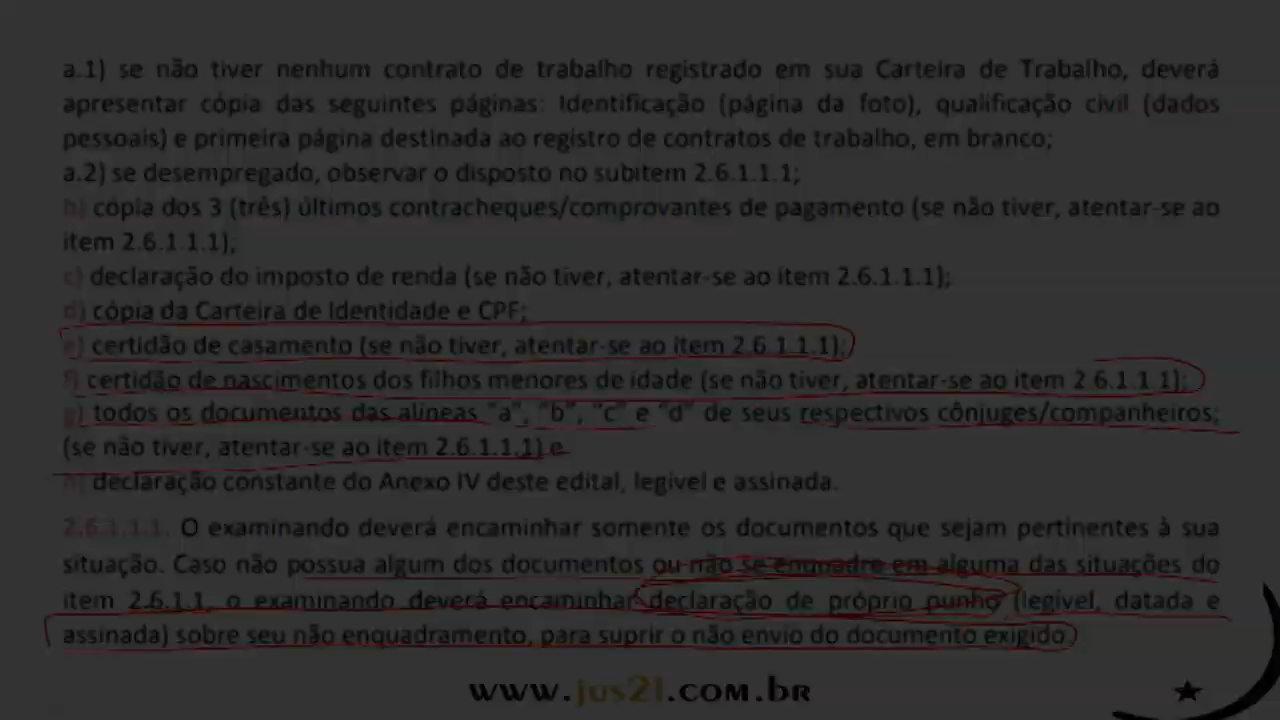 a.1) se não tiver nenhum contrato de trabalho registrado em sua Carteira de Trabalho, deverá
apresentar cópia das seguintes páginas: Identificação (página da foto), qualificação civil (dados
pessoais) e primeira página destinada ao registro de contratos de trabalho, em branco;
a.2) se desempregado, observar o disposto no subitem 2.6.1.1.1;
b) cópia dos 3 (três) últimos contracheques/comprovantes de pagamento (se não tiver, atentar-se ao
item 2.6.1.1.1);
c) declaração do imposto de renda (se não tiver, atentar-se ao item 2.6.1.1.1);
d) cópia da Carteira de Identidade e CPF;
e) certidão de casamento (se não tiver, atentar-se ao item 2.6.1.1.1);
f) certidão de nascimentos dos filhos menores de idade (se não tiver, atentar-se ao item 2.6.1.1.1);
g) todos os documentos das alíneas "a", "b", "c" e "d" de seus respectivos cônjuges/companheiros;
(se não tiver, atentar-se ao item 2.6.1.1.1) e
h) declaração constante do Anexo IV deste edital, legível e assinada.
2.6.1.1.1. O examinando deverá encaminhar somente os documentos que sejam pertinentes à sua
situação. Caso não possua algum dos documentos ou não se enquadre em alguma das situações do
item 2.6.1.1, o examinando deverá encaminhar declaração de próprio punho (legível, datada e
assinada) sobre seu não enquadramento, para suprir o não envio do documento exigido.
www.jus21.com.br